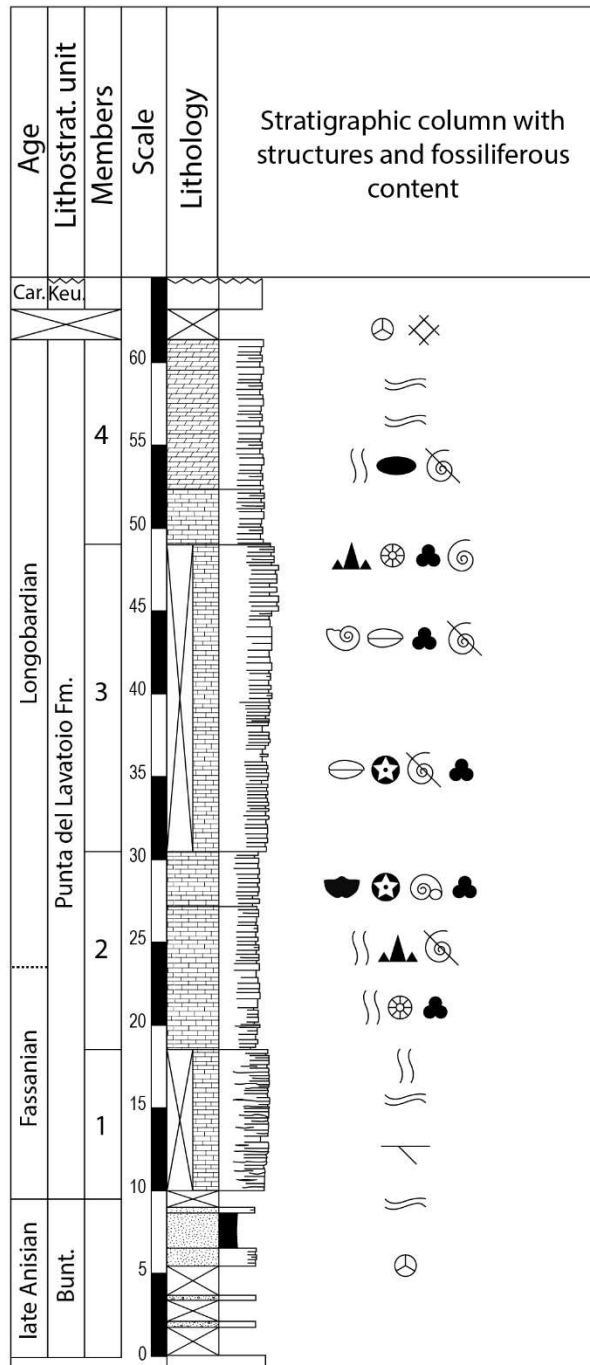 Age
Lithostrat. unit
Members
Scale
Lithology
Stratigraphic column with
structures and fossiliferous
content
Car.
Keu.
60
55
50
45
40
35
30
25
20
15
10
5
0
4
3
2
1
Longobardian
Fassanian
late Anisian
Punta del Lavatoio Fm.
Bunt.